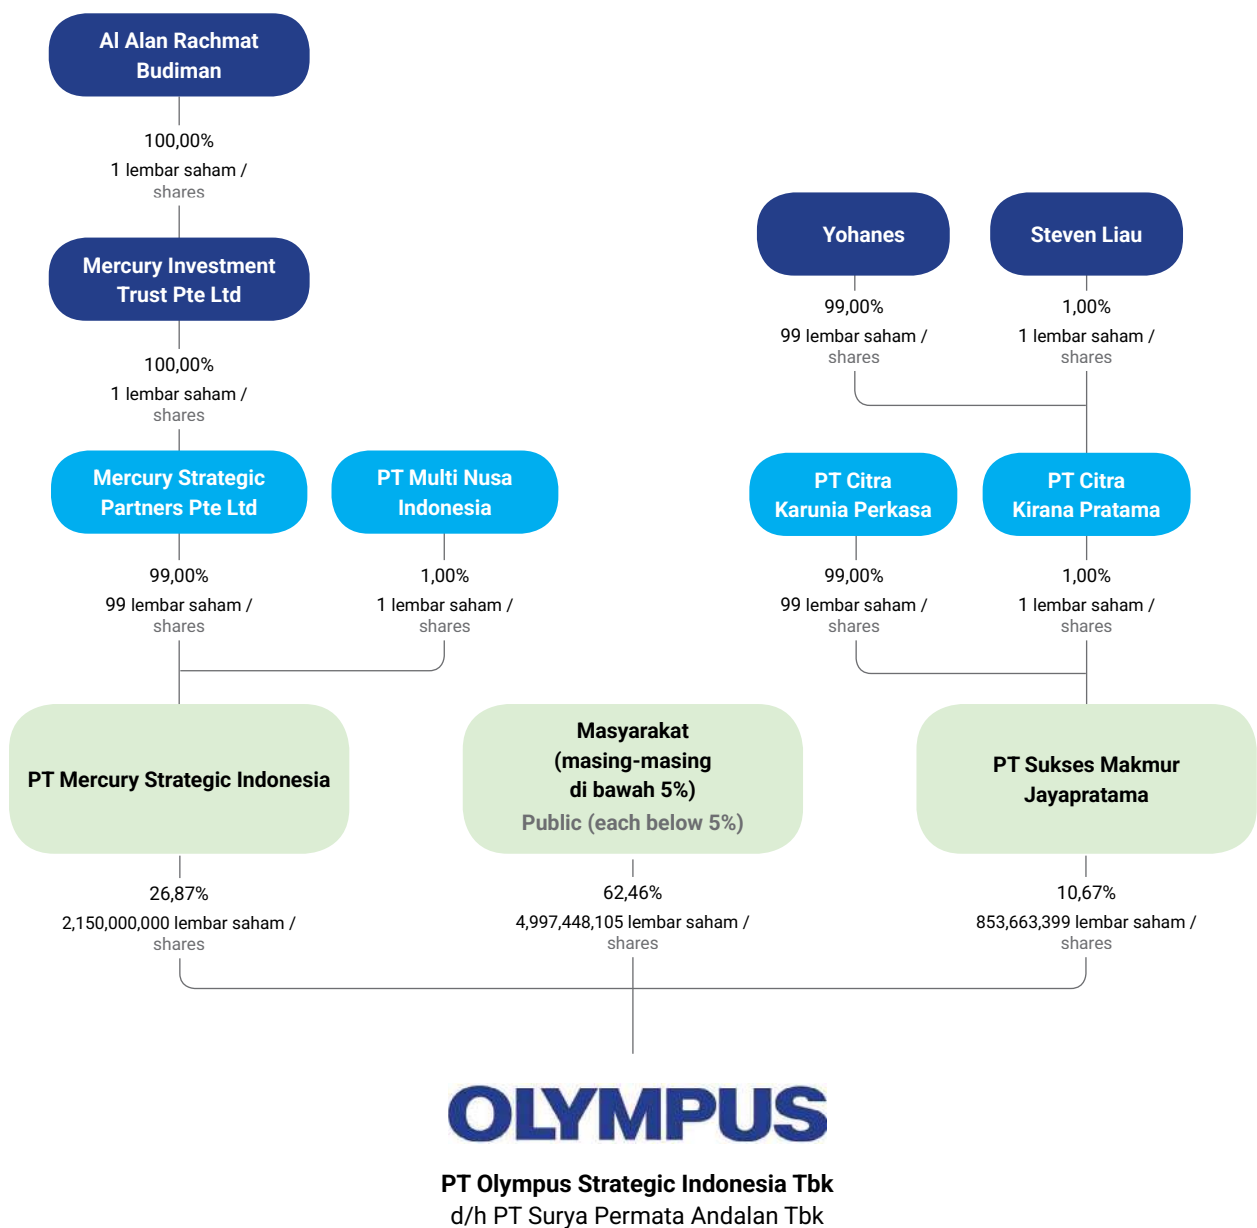 Al Alan Rachmat
Budiman
100,00%
1 lembar saham /
shares
Mercury Investment
Trust Pte Ltd
100,00%
1 lembar saham /
shares
Yohanes
99,00%
99 lembar saham /
shares
Steven Liau
1,00%
1 lembar saham /
shares
Mercury Strategic
Partners Pte Ltd
99,00%
99 lembar saham /
shares
PT Multi Nusa
Indonesia
1,00%
1 lembar saham /
shares
PT Citra
Karunia Perkasa
99,00%
99 lembar saham /
shares
PT Citra
Kirana Pratama
1,00%
1 lembar saham /
shares
PT Mercury Strategic Indonesia
26,87%
2,150,000,000 lembar saham /
shares
Masyarakat
(masing-masing
di bawah 5%)
Public (each below 5%)
62,46%
4,997,448,105 lembar saham /
shares
PT Sukses Makmur
Jayapratama
10,67%
853,663,399 lembar saham /
shares
OLYMPUS
PT Olympus Strategic Indonesia Tbk
d/h PT Surya Permata Andalan Tbk